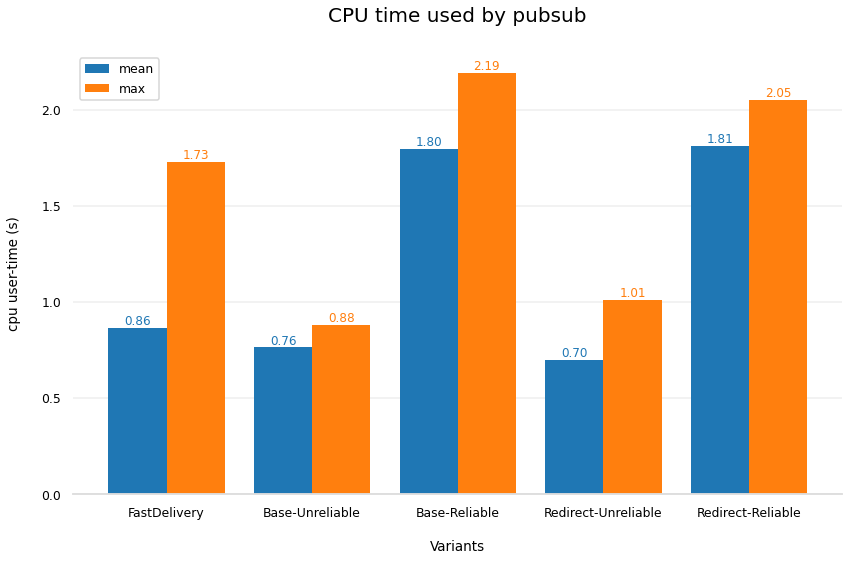 CPU time used by pubsub
mean
max
cpu user-time (s)
2.0
1.5
1.0
0.5
0.0
0.86
1.73
0.76
0.88
1.80
2.19
0.70
1.01
1.81
2.05
FastDelivery
Base-Unreliable
Base-Reliable
Redirect-Unreliable
Redirect-Reliable
Variants